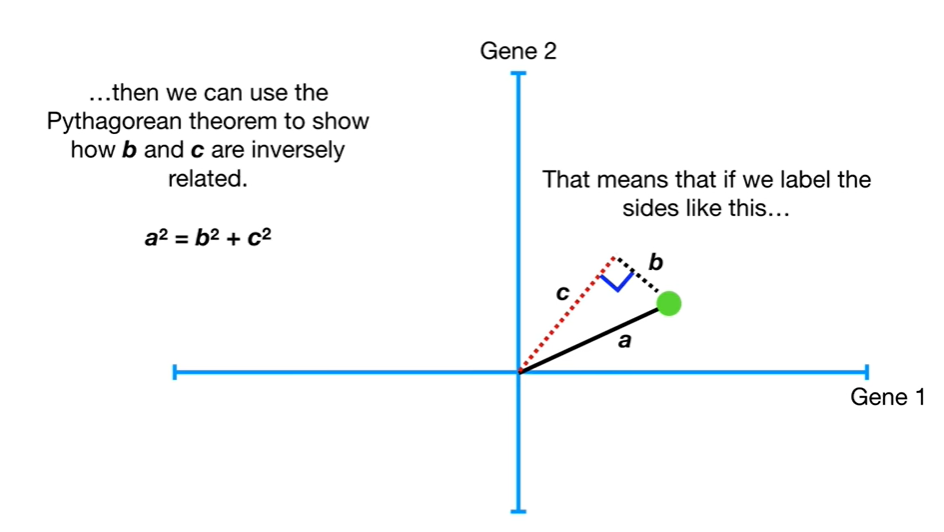 Gene 2
…then we can use the
Pythagorean theorem to show
how b and c are inversely
related.
a² = b² + c²
That means that if we label the
sides like this…
b
c
a
Gene 1